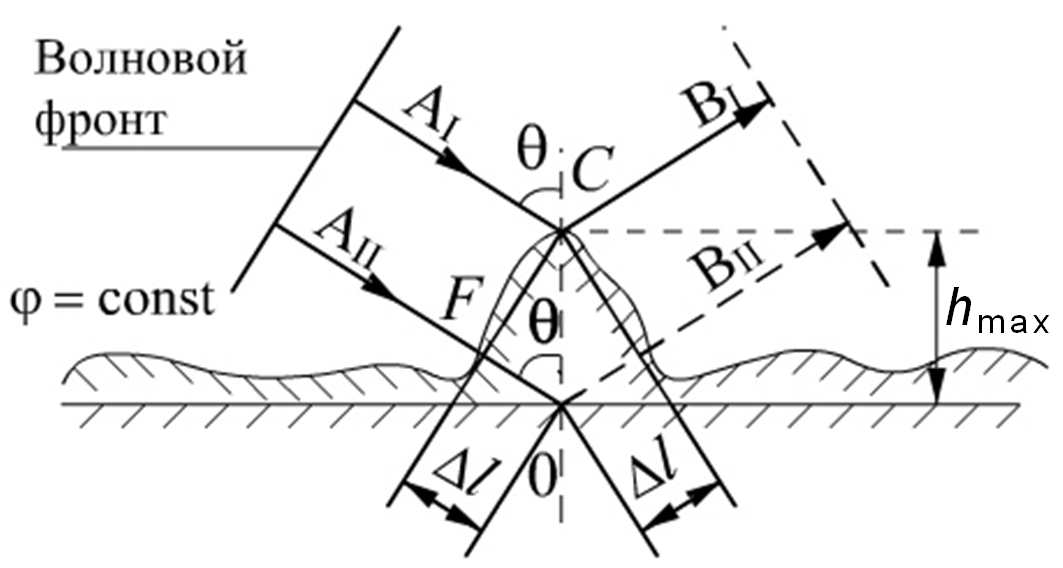 Волновой
фронт
A_I
θ
C
B_I
A_II
F
θ
B_II
φ = const
h_max
Δl
0
Δl